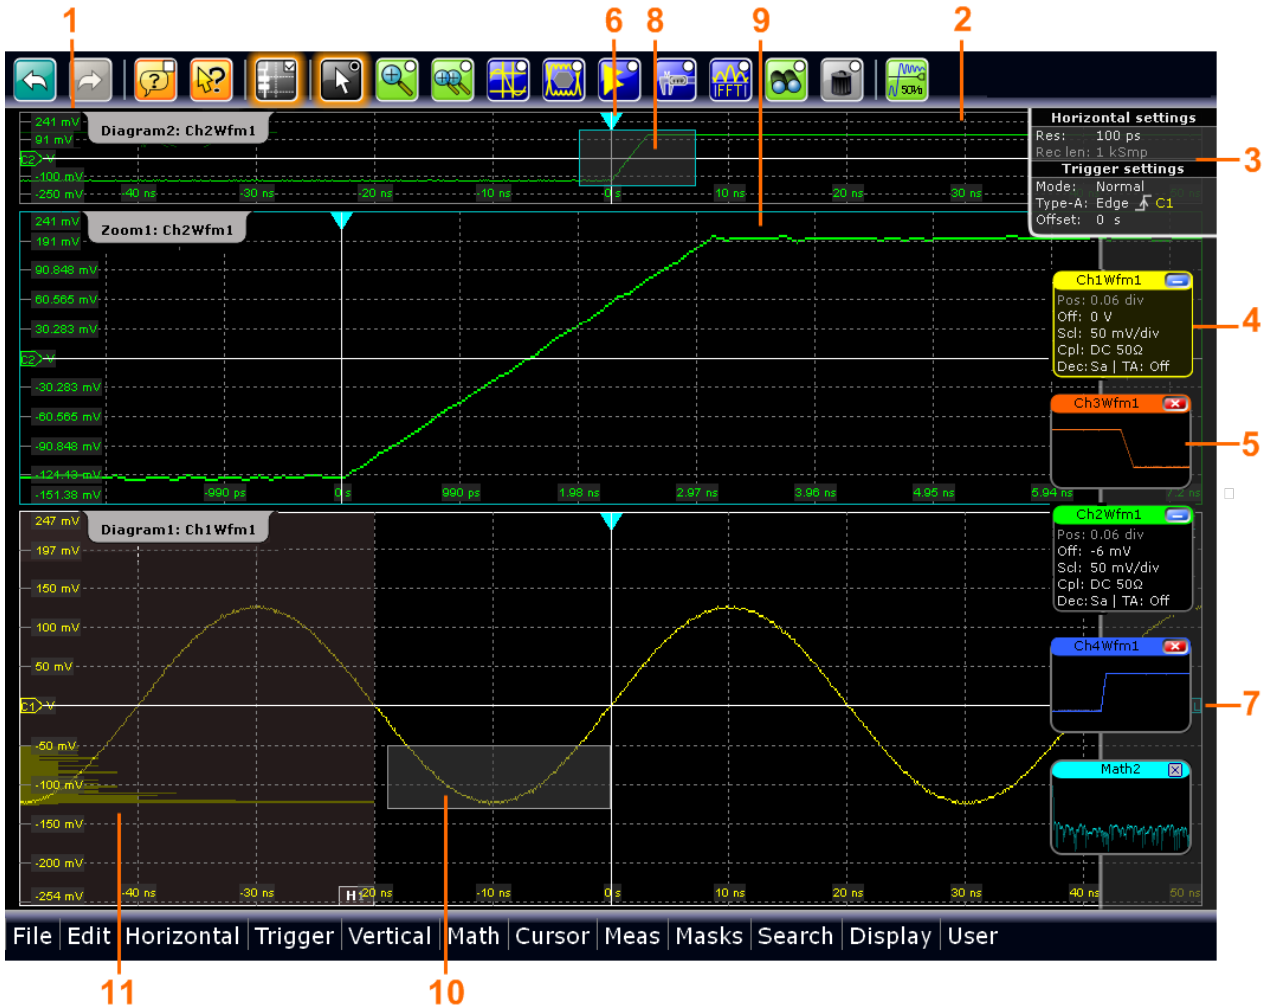 1
6
8
9
2
? ?
IFFT!
50%
241 mV
91 mV
C2 V
-100 mV
-250 mV
Diagram2: Ch2Wfm1
-40 ns -30 ns -20 ns -10 ns 0 s 10 ns 20 ns 30 ns
Horizontal settings
Res: 100 ps
Rec len: 1 kSmp
Trigger settings
Mode: Normal
Type-A: Edge C1
Offset: 0 s
3
241 mV
191 mV
90.848 mV
60.565 mV
30.283 mV
C2 V
-30.283 mV
-60.565 mV
-90.848 mV
-124.43 mV
-151.38 mV
Zoom1: Ch2Wfm1
-990 ps 0 s 990 ps 1.98 ns 2.97 ns 3.96 ns 4.95 ns 5.94 ns 7.2 ns
Ch1Wfm1
Pos: 0.06 div
Off: 0 V
Scl: 50 mV/div
Cpl: DC 50Ω
Dec: Sa | TA: Off
4
Ch3Wfm1
5
247 mV
197 mV
150 mV
100 mV
50 mV
C1 V
-50 mV
-100 mV
-150 mV
-200 mV
-254 mV
Diagram1: Ch1Wfm1
-40 ns -30 ns H -20 ns -10 ns 0 s 10 ns 20 ns 30 ns 40 ns 50 ns
Ch2Wfm1
Pos: 0.06 div
Off: -6 mV
Scl: 50 mV/div
Cpl: DC 50Ω
Dec: Sa | TA: Off
Ch4Wfm1
7
Math2
File Edit Horizontal Trigger Vertical Math Cursor Meas Masks Search Display User
11
10